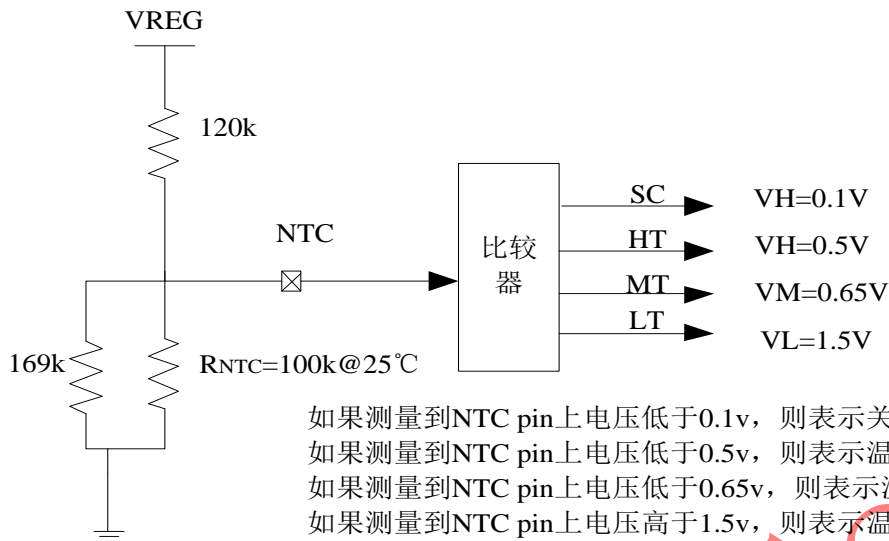 VREG
120k
NTC
169k
RNTC=100k@25℃
比较
器
SC
VH=0.1V
HT
VH=0.5V
MT
VM=0.65V
LT
VL=1.5V
如果测量到NTC pin上电压低于0.1v，则表示关
如果测量到NTC pin上电压低于0.5v，则表示温
如果测量到NTC pin上电压低于0.65v，则表示
如果测量到NTC pin上电压高于1.5v，则表示温